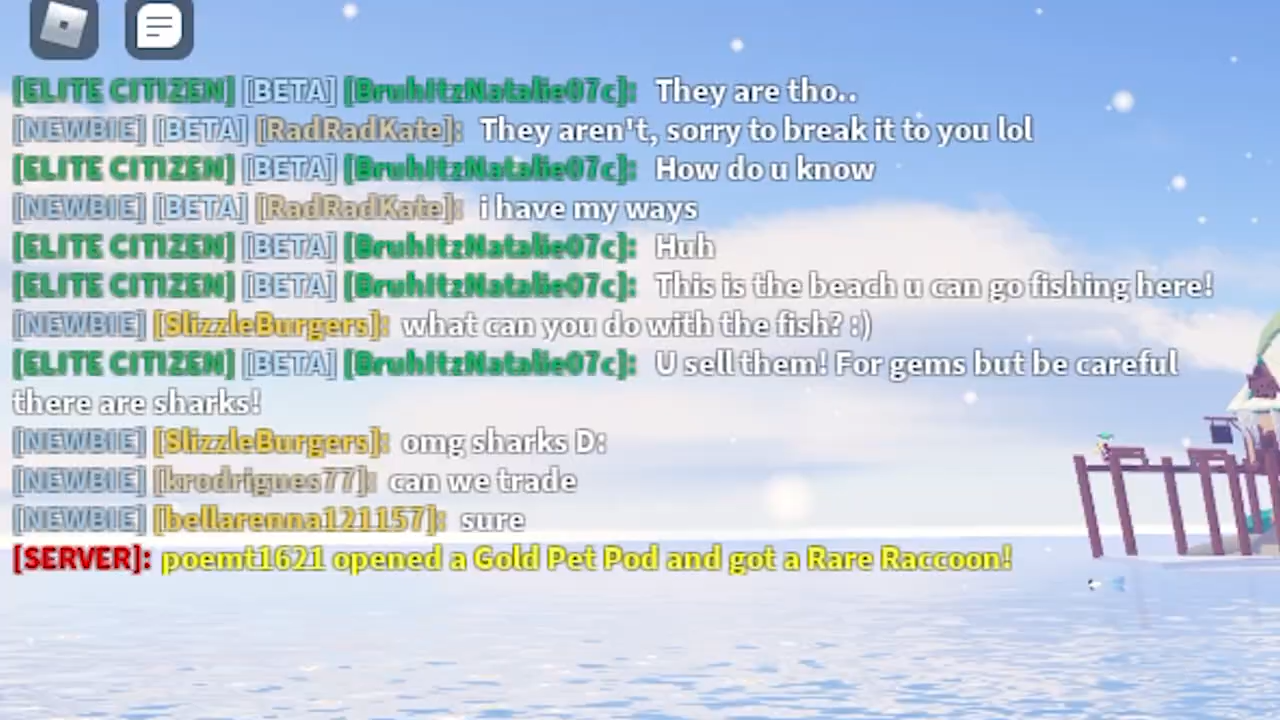 [ELITE CITIZEN] [BETA] [BruhItzNatalie07c]: They are tho..
[NEWBIE] [BETA] [RadRadKate]: They aren't, sorry to break it to you lol
[ELITE CITIZEN] [BETA] [BruhItzNatalie07c]: How do u know
[NEWBIE] [BETA] [RadRadKate]: i have my ways
[ELITE CITIZEN] [BETA] [BruhItzNatalie07c]: Huh
[ELITE CITIZEN] [BETA] [BruhItzNatalie07c]: This is the beach u can go fishing here!
[NEWBIE] [SlizzleBurgers]: what can you do with the fish? :)
[ELITE CITIZEN] [BETA] [BruhItzNatalie07c]: U sell them! For gems but be careful
there are sharks!
[NEWBIE] [SlizzleBurgers]: omg sharks D:
[NEWBIE] [krodrigues77]: can we trade
[NEWBIE] [bellarenna121157]: sure
[SERVER]: poemt1621 opened a Gold Pet Pod and got a Rare Raccoon!